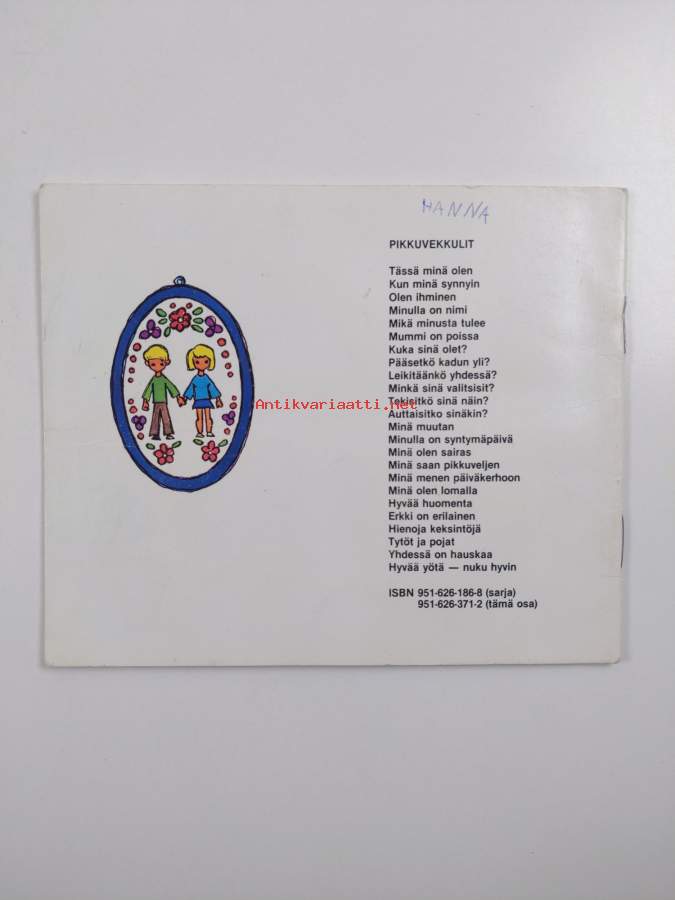 HANNA
PIKKUVEKKULIT
Tässä minä olen
Kun minä synnyin
Olen ihminen
Minulla on nimi
Mikä minusta tulee
Mummi on poissa
Kuka sinä olet?
Pääsetkö kadun yli?
Leikitäänkö yhdessä?
Minkä sinä valitsisit?
Tekisitkö sinä näin?
Antikvariaatti.net
Auttaisitko sinäkin?
Minä muutan
Minulla on syntymäpäivä
Minä olen sairas
Minä saan pikkuveljen
Minä menen päiväkerhoon
Minä olen lomalla
Hyvää huomenta
Erkki on erilainen
Hienoja keksintöjä
Tytöt ja pojat
Yhdessä on hauskaa
Hyvää yötä — nuku hyvin
ISBN 951-626-186-8 (sarja)
951-626-371-2 (tämä osa)